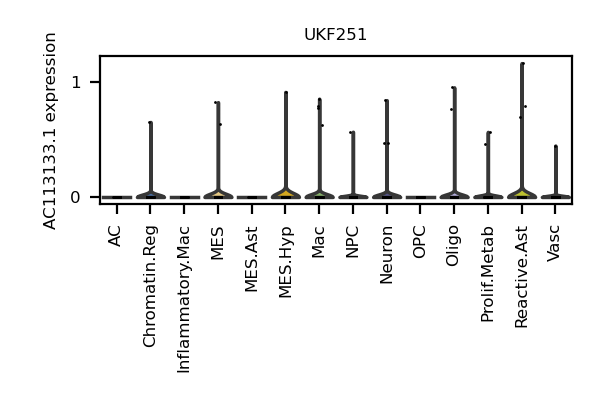 UKF251
AC113133.1 expression
1
0
AC
Chromatin.Reg
Inflammatory.Mac
MES
MES.Ast
MES.Hyp
Mac
NPC
Neuron
OPC
Oligo
Prolif.Metab
Reactive.Ast
Vasc